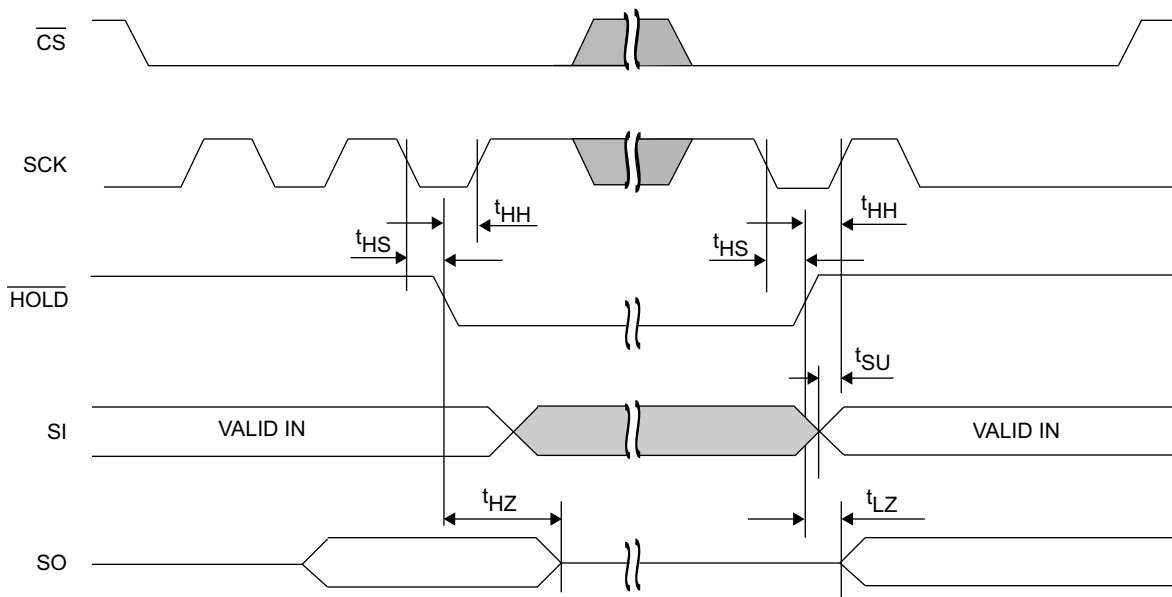 CS
SCK
tHH tHH
tHS tHS
HOLD
tSU
SI VALID IN VALID IN
tHZ tLZ
SO